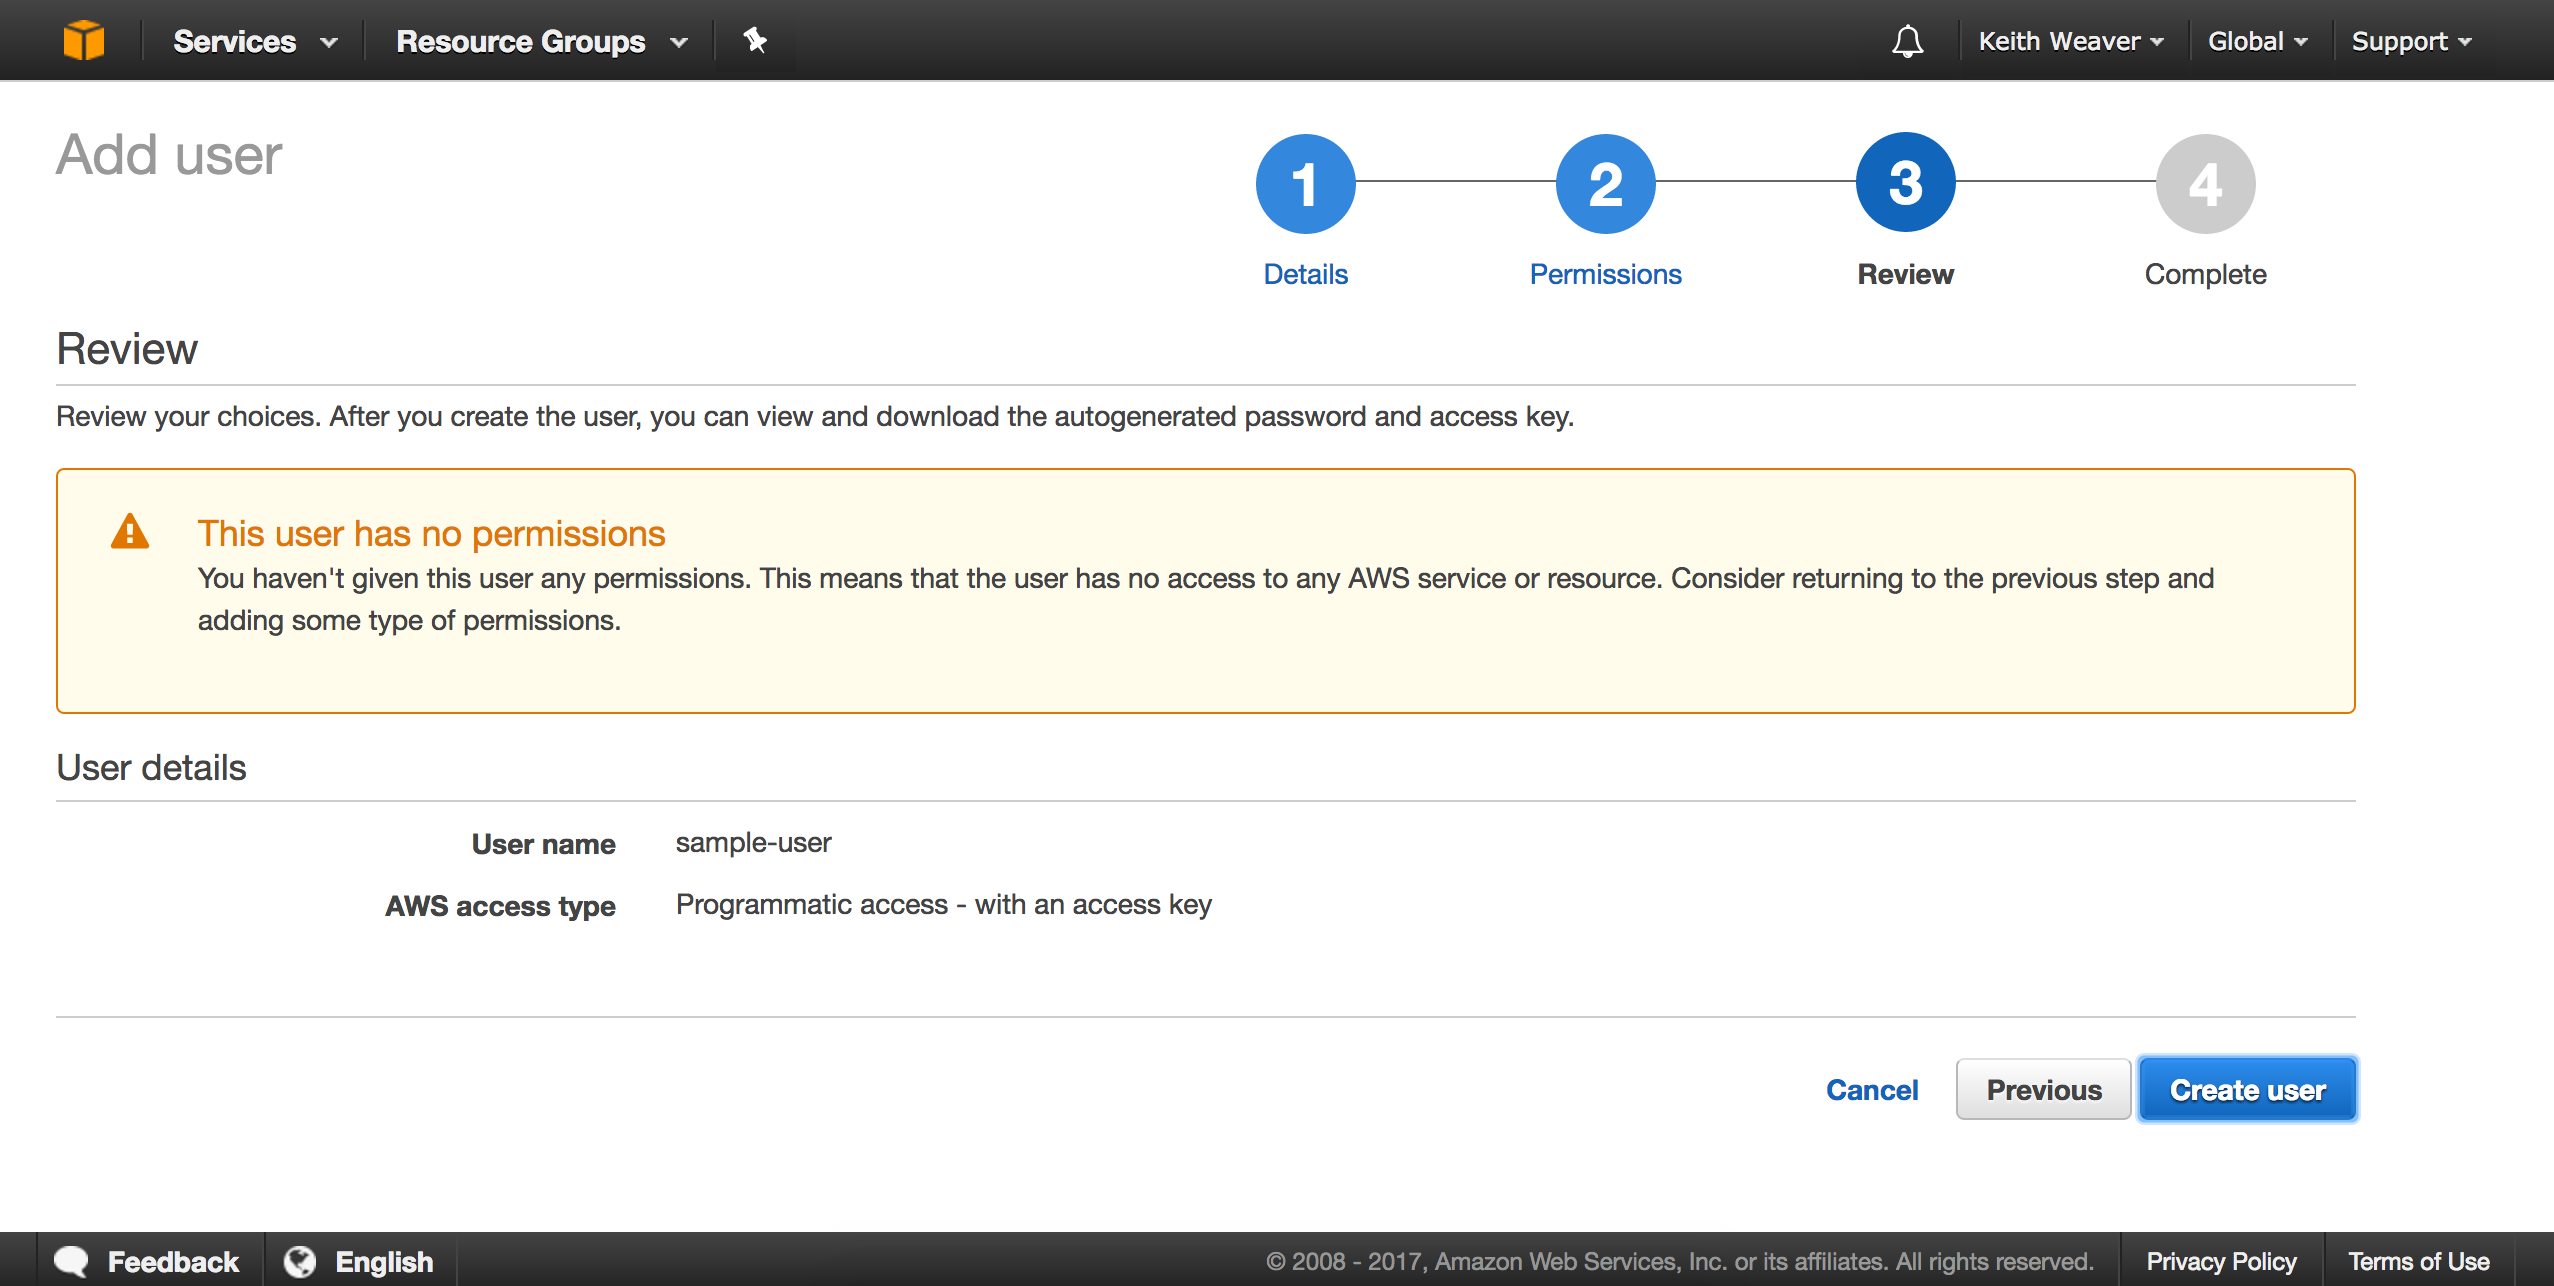 Services Resource Groups Keith Weaver Global Support
Add user
1 2 3 4
Details Permissions Review Complete
Review
Review your choices. After you create the user, you can view and download the autogenerated password and access key.
This user has no permissions
You haven't given this user any permissions. This means that the user has no access to any AWS service or resource. Consider returning to the previous step and
adding some type of permissions.
User details
User name sample-user
AWS access type Programmatic access - with an access key
Cancel Previous Create user
Feedback English © 2008 - 2017, Amazon Web Services, Inc. or its affiliates. All rights reserved. Privacy Policy Terms of Use